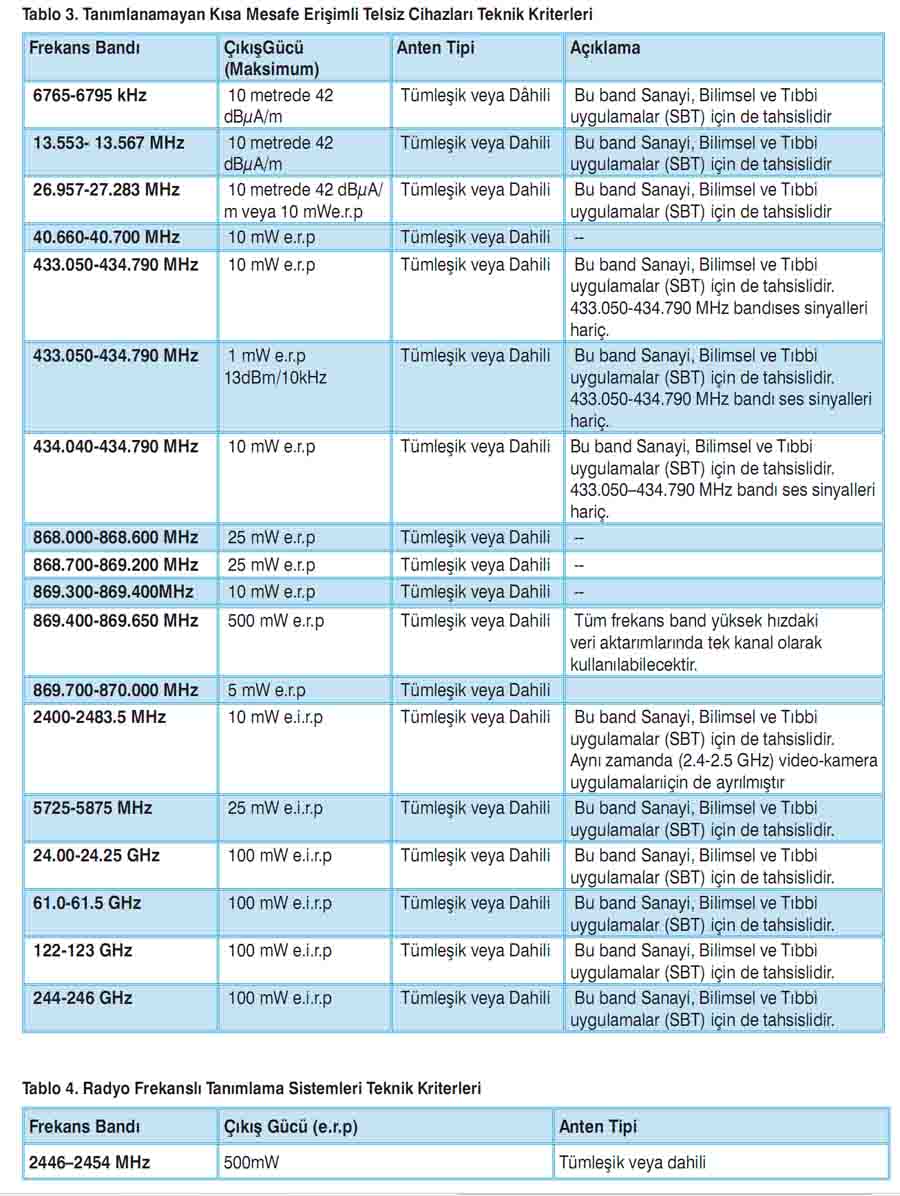 Tablo 3. Tanımlanamayan Kısa Mesafe Erişimli Telsiz Cihazları Teknik Kriterleri
Frekans Bandı ÇıkışGücü (Maksimum) Anten Tipi Açıklama
6765-6795 kHz 10 metrede 42 dBµA/m Tümleşik veya Dâhili Bu band Sanayi, Bilimsel ve Tıbbi uygulamalar (SBT) için de tahsislidir
13.553- 13.567 MHz 10 metrede 42 dBµA/m Tümleşik veya Dahili Bu band Sanayi, Bilimsel ve Tıbbi uygulamalar (SBT) için de tahsislidir
26.957-27.283 MHz 10 metrede 42 dBµA/m veya 10 mWe.r.p Tümleşik veya Dahili Bu band Sanayi, Bilimsel ve Tıbbi uygulamalar (SBT) için de tahsislidir
40.660-40.700 MHz 10 mW e.r.p Tümleşik veya Dahili --
433.050-434.790 MHz 10 mW e.r.p Tümleşik veya Dahili Bu band Sanayi, Bilimsel ve Tıbbi uygulamalar (SBT) için de tahsislidir. 433.050-434.790 MHz bandıses sinyalleri hariç.
433.050-434.790 MHz 1 mW e.r.p 13dBm/10kHz Tümleşik veya Dahili Bu band Sanayi, Bilimsel ve Tıbbi uygulamalar (SBT) için de tahsislidir. 433.050-434.790 MHz bandı ses sinyalleri hariç.
434.040-434.790 MHz 10 mW e.r.p Tümleşik veya Dahili Bu band Sanayi, Bilimsel ve Tıbbi uygulamalar (SBT) için de tahsislidir. 433.050–434.790 MHz bandı ses sinyalleri hariç.
868.000-868.600 MHz 25 mW e.r.p Tümleşik veya Dahili --
868.700-869.200 MHz 25 mW e.r.p Tümleşik veya Dahili --
869.300-869.400MHz 10 mW e.r.p Tümleşik veya Dahili --
869.400-869.650 MHz 500 mW e.r.p Tümleşik veya Dahili Tüm frekans band yüksek hızdaki veri aktarımlarında tek kanal olarak kullanılabilecektir.
869.700-870.000 MHz 5 mW e.r.p Tümleşik veya Dahili
2400-2483.5 MHz 10 mW e.i.r.p Tümleşik veya Dahili Bu band Sanayi, Bilimsel ve Tıbbi uygulamalar (SBT) için de tahsislidir. Aynı zamanda (2.4-2.5 GHz) video-kamera uygulamalarıiçin de ayrılmıştır
5725-5875 MHz 25 mW e.i.r.p Tümleşik veya Dahili Bu band Sanayi, Bilimsel ve Tıbbi uygulamalar (SBT) için de tahsislidir.
24.00-24.25 GHz 100 mW e.i.r.p Tümleşik veya Dahili Bu band Sanayi, Bilimsel ve Tıbbi uygulamalar (SBT) için de tahsislidir.
61.0-61.5 GHz 100 mW e.i.r.p Tümleşik veya Dahili Bu band Sanayi, Bilimsel ve Tıbbi uygulamalar (SBT) için de tahsislidir.
122-123 GHz 100 mW e.i.r.p Tümleşik veya Dahili Bu band Sanayi, Bilimsel ve Tıbbi uygulamalar (SBT) için de tahsislidir.
244-246 GHz 100 mW e.i.r.p Tümleşik veya Dahili Bu band Sanayi, Bilimsel ve Tıbbi uygulamalar (SBT) için de tahsislidir.
Tablo 4. Radyo Frekanslı Tanımlama Sistemleri Teknik Kriterleri
Frekans Bandı Çıkış Gücü (e.r.p) Anten Tipi
2446–2454 MHz 500mW Tümleşik veya dahili